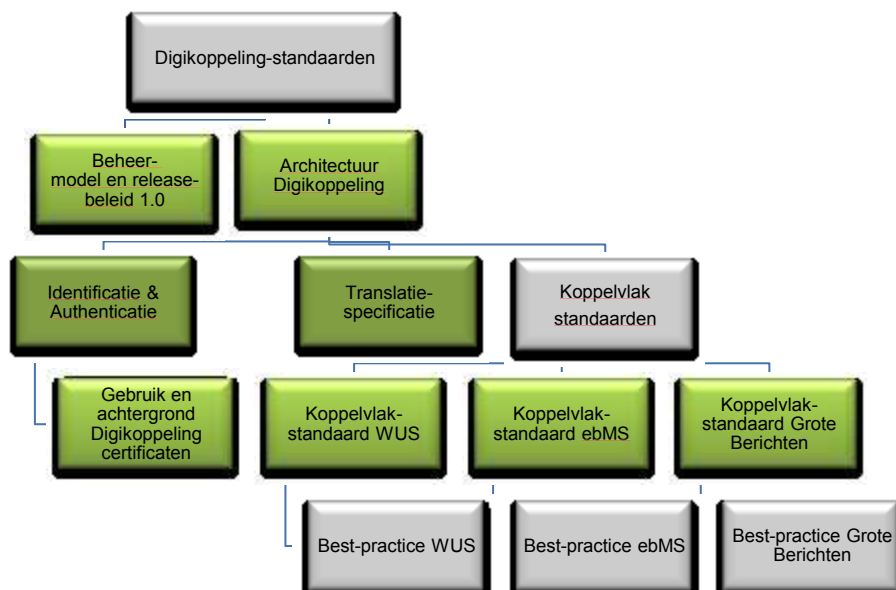 Digikoppeling-standaarden
Beheer-
model en release-
beleid 1.0
Architectuur
Digikoppeling
Identificatie &
Authenticatie
Translatie-
specificatie
Koppelvlak
standaarden
Gebruik en
achtergrond
Digikoppeling
certificaten
Koppelvlak-
standaard WUS
Koppelvlak-
standaard ebMS
Koppelvlak-
standaard Grote
Berichten
Best-practice WUS
Best-practice ebMS
Best-practice Grote
Berichten